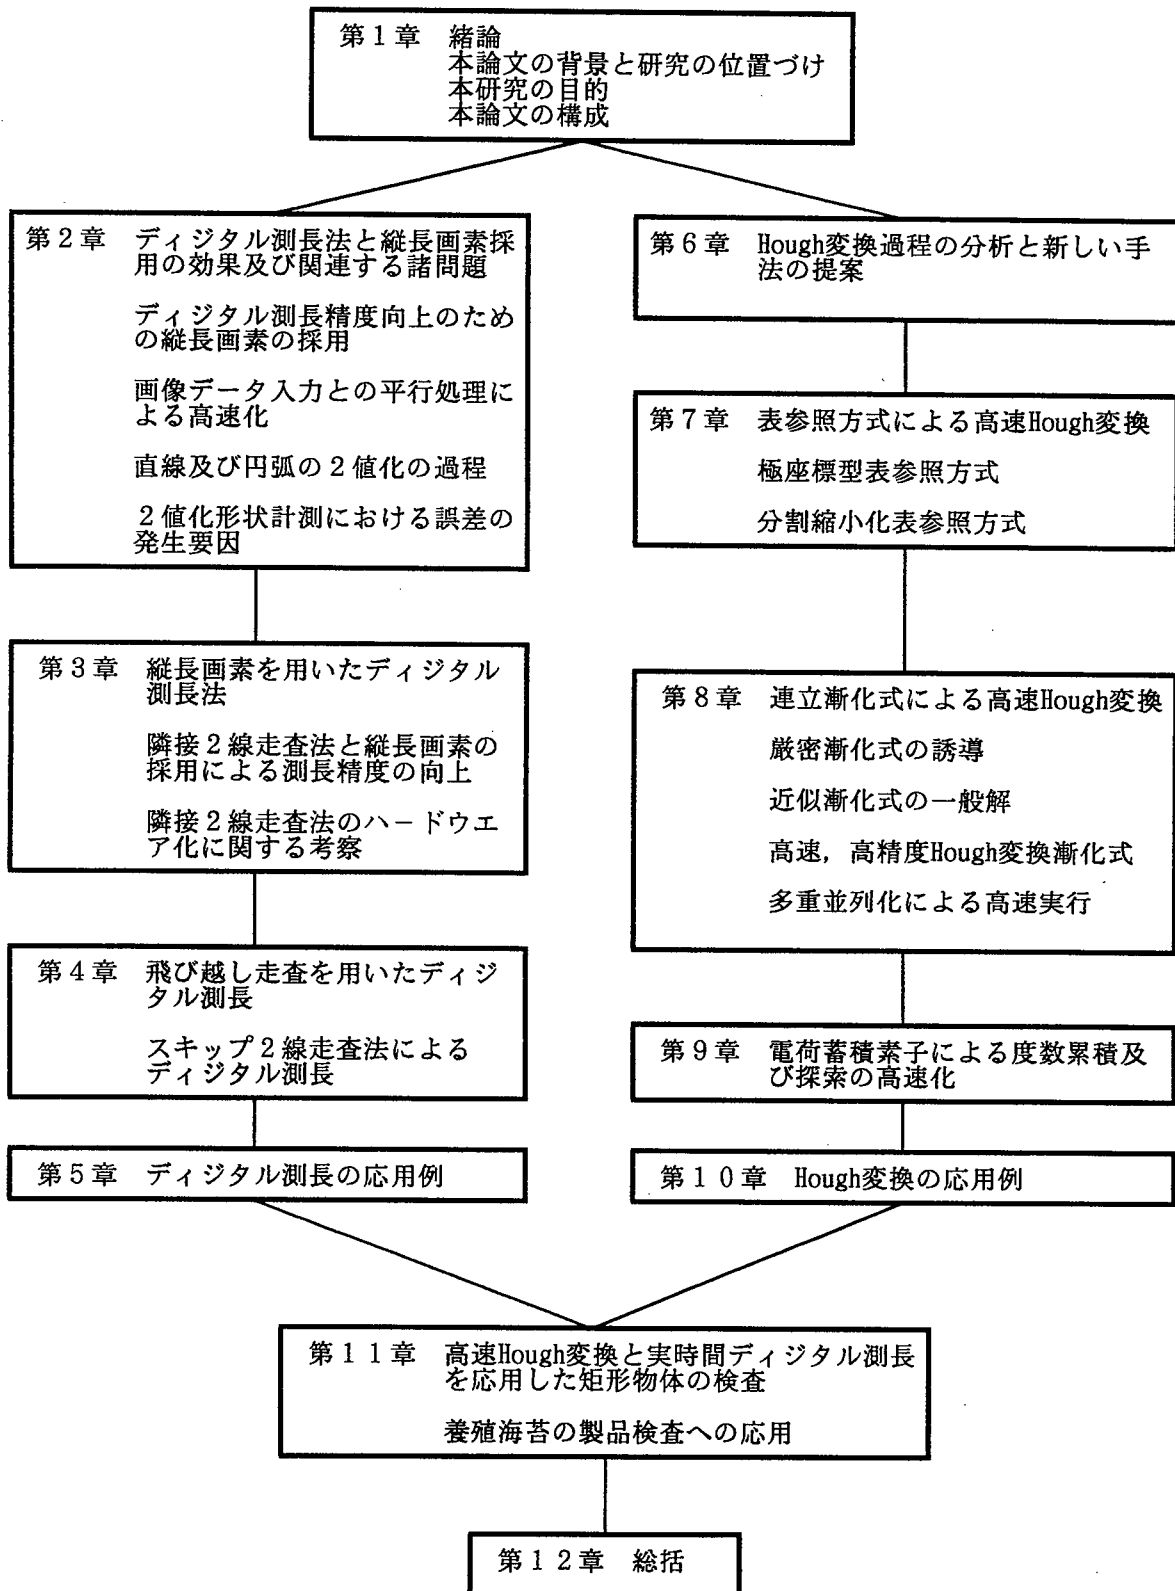 第1章 緒論
本論文の背景と研究の位置づけ
本研究の目的
本論文の構成
第2章 ディジタル測長法と縦長画素採
用の効果及び関連する諸問題
ディジタル測長精度向上のため
の縦長画素の採用
画像データ入力との平行処理に
よる高速化
直線及び円弧の2値化の過程
2値化形状計測における誤差の
発生要因
第3章 縦長画素を用いたディジタル
測長法
隣接2線走査法と縦長画素の
採用による測長精度の向上
隣接2線走査法のハ－ドウエ
ア化に関する考察
第4章 飛び越し走査を用いたディジ
タル測長
スキップ2線走査法による
ディジタル測長
第5章 ディジタル測長の応用例
第6章 Hough変換過程の分析と新しい手
法の提案
第7章 表参照方式による高速Hough変換
極座標型表参照方式
分割縮小化表参照方式
第8章 連立漸化式による高速Hough変換
厳密漸化式の誘導
近似漸化式の一般解
高速，高精度Hough変換漸化式
多重並列化による高速実行
第9章 電荷蓄積素子による度数累積及
び探索の高速化
第10章 Hough変換の応用例
第11章 高速Hough変換と実時間ディジタル測長
を応用した矩形物体の検査
養殖海苔の製品検査への応用
第12章 総括